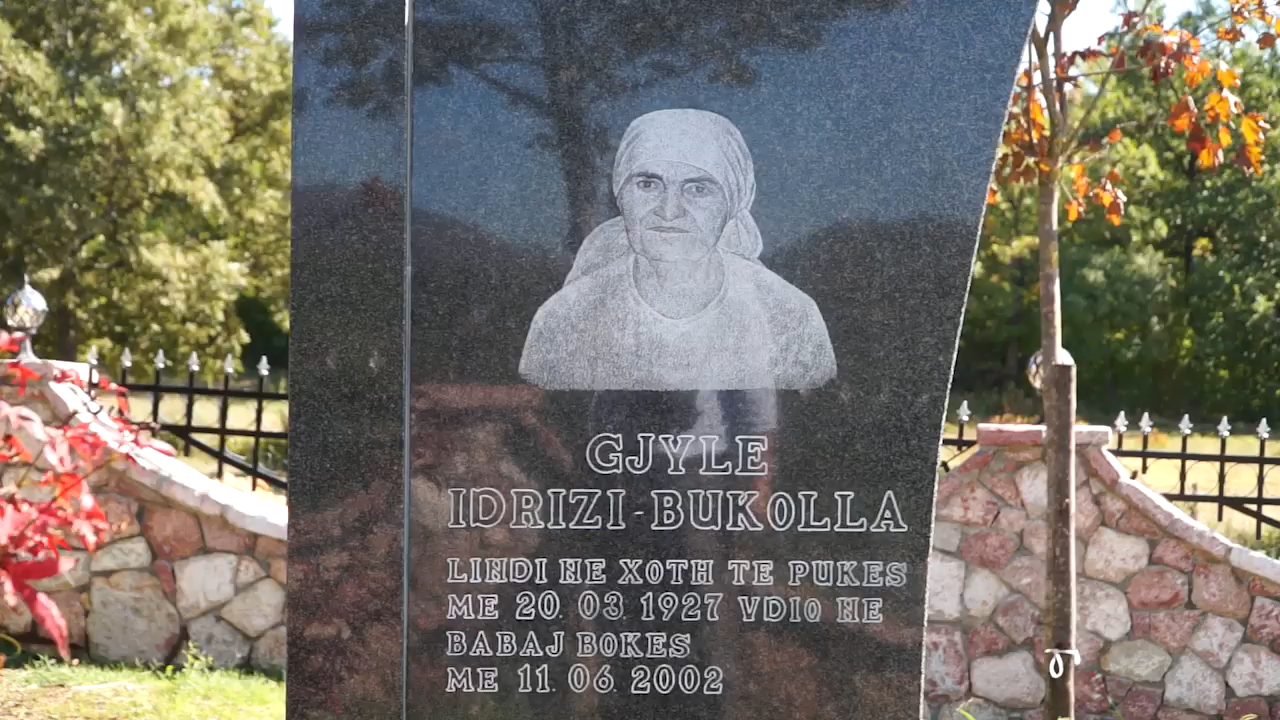 GJYLE
IDRIZI-BUKOLLA
LINDI NE XOTH TE PUKES
ME 20.03.1927 VDIQ NE
BABAJ BOKES
ME 11.06.2002